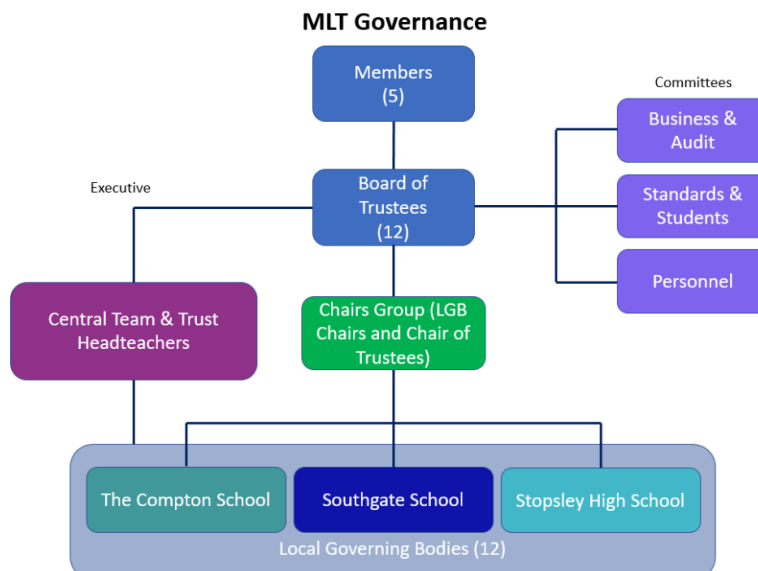 MLT Governance
Members
(5)
Committees
Business &
Audit
Executive
Board of
Trustees
(12)
Standards &
Students
Personnel
Central Team & Trust
Headteachers
Chairs Group (LGB
Chairs and Chair of
Trustees)
The Compton School
Southgate School
Stopsley High School
Local Governing Bodies (12)